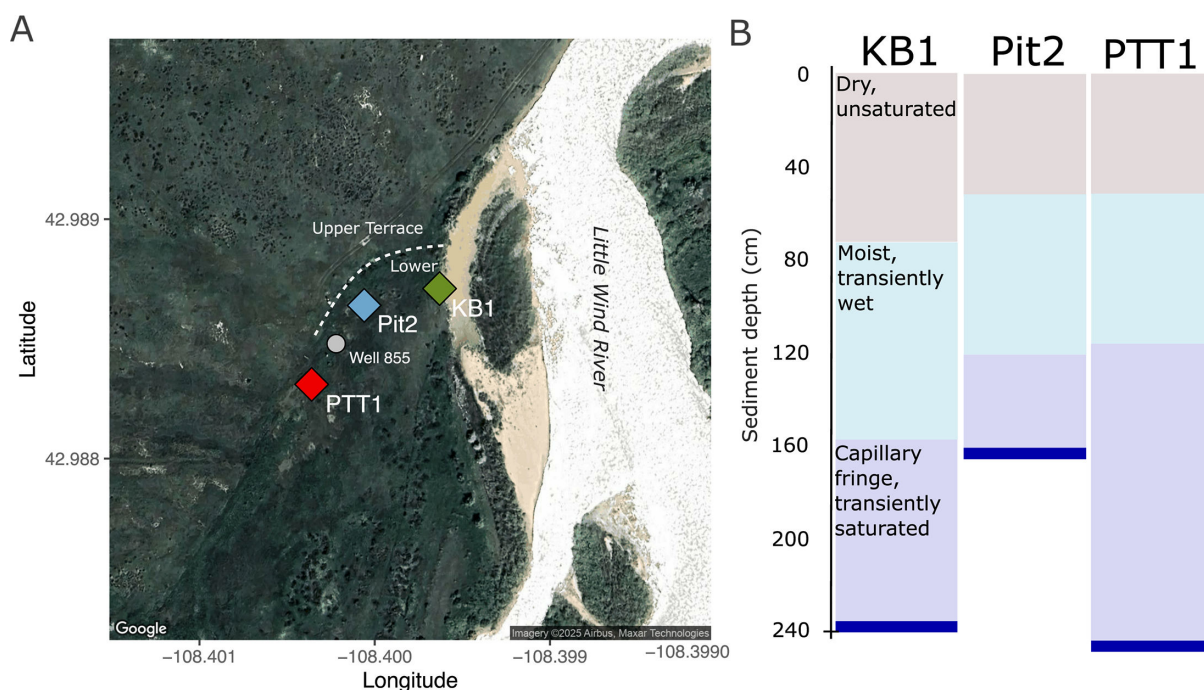 A
42.989
42.988
Latitude
Upper Terrace
Lower
KB1
Pit2
Well 855
PTT1
Little Wind River
Google
Imagery ©2025 Airbus, Maxar Technologies
−108.401
−108.400
−108.399
−108.3990
Longitude
B
KB1
Pit2
PTT1
Sediment depth (cm)
0
40
80
120
160
200
240
Dry,
unsaturated
Moist,
transiently
wet
Capillary
fringe,
transiently
saturated